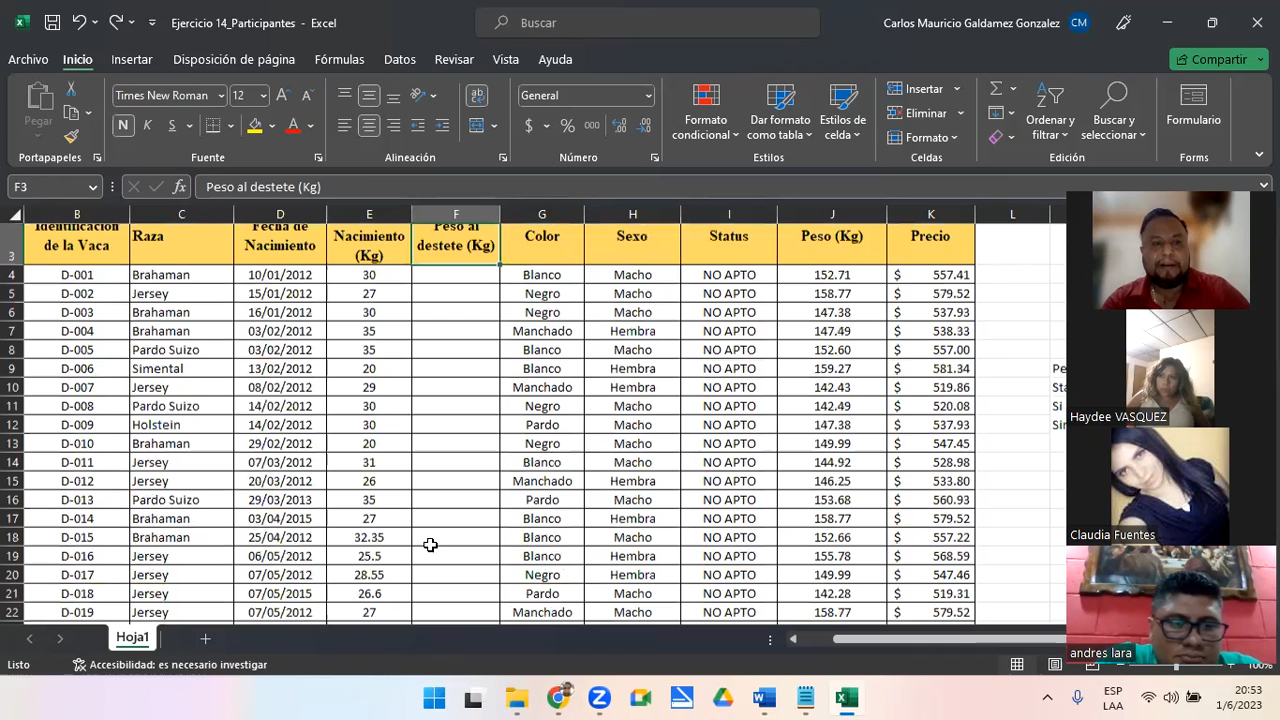 Ejercicio 14_Participantes - Excel
Buscar
Carlos Mauricio Galdamez Gonzalez CM
Archivo Inicio Insertar Disposición de página Fórmulas Datos Revisar Vista Ayuda Compartir
Pegar
Times New Roman 12
N K S
ab
General
$ % 000
Formato condicional
Dar formato como tabla
Estilos de celda
Insertar
Eliminar
Formato
Ordenar y filtrar
Buscar y seleccionar
Formulario
Portapapeles Fuente Alineación Número Estilos Celdas Edición Forms
F3 fx Peso al destete (Kg)
B C D E F G H I J K L
3 Identificación de la Vaca Raza Fecha de Nacimiento Nacimiento (Kg) Peso al destete (Kg) Color Sexo Status Peso (Kg) Precio
4 D-001 Brahaman 10/01/2012 30 Blanco Macho NO APTO 152.71 $ 557.41
5 D-002 Jersey 15/01/2012 27 Negro Macho NO APTO 158.77 $ 579.52
6 D-003 Brahaman 16/01/2012 30 Negro Macho NO APTO 147.38 $ 537.93
7 D-004 Brahaman 03/02/2012 35 Manchado Hembra NO APTO 147.49 $ 538.33
8 D-005 Pardo Suizo 03/02/2012 35 Blanco Macho NO APTO 152.60 $ 557.00
9 D-006 Simental 13/02/2012 20 Blanco Hembra NO APTO 159.27 $ 581.34 Pe
10 D-007 Jersey 08/02/2012 29 Manchado Hembra NO APTO 142.43 $ 519.86 Sta
11 D-008 Pardo Suizo 14/02/2012 30 Negro Macho NO APTO 142.49 $ 520.08 Si
12 D-009 Holstein 14/02/2012 30 Pardo Hembra NO APTO 147.38 $ 537.93
13 D-010 Brahaman 29/02/2012 20 Negro Macho NO APTO 149.99 $ 547.45
14 D-011 Jersey 07/03/2012 31 Blanco Macho NO APTO 144.92 $ 528.98
15 D-012 Jersey 20/03/2012 26 Manchado Hembra NO APTO 146.25 $ 533.80
16 D-013 Pardo Suizo 29/03/2013 35 Pardo Macho NO APTO 153.68 $ 560.93
17 D-014 Brahaman 03/04/2015 27 Blanco Hembra NO APTO 158.77 $ 579.52
18 D-015 Brahaman 25/04/2012 32.35 Blanco Macho NO APTO 152.66 $ 557.22
19 D-016 Jersey 06/05/2012 25.5 Blanco Hembra NO APTO 155.78 $ 568.59
20 D-017 Jersey 07/05/2012 28.55 Negro Hembra NO APTO 149.99 $ 547.46
21 D-018 Jersey 07/05/2015 26.6 Pardo Macho NO APTO 142.28 $ 519.31
22 D-019 Jersey 07/05/2012 27 Manchado Macho NO APTO 158.77 $ 579.52
Haydee VASQUEZ
Claudia Fuentes
andres lara
Hoja1
Listo Accesibilidad: es necesario investigar 100%
ESP
LAA
20:53
1/6/2023